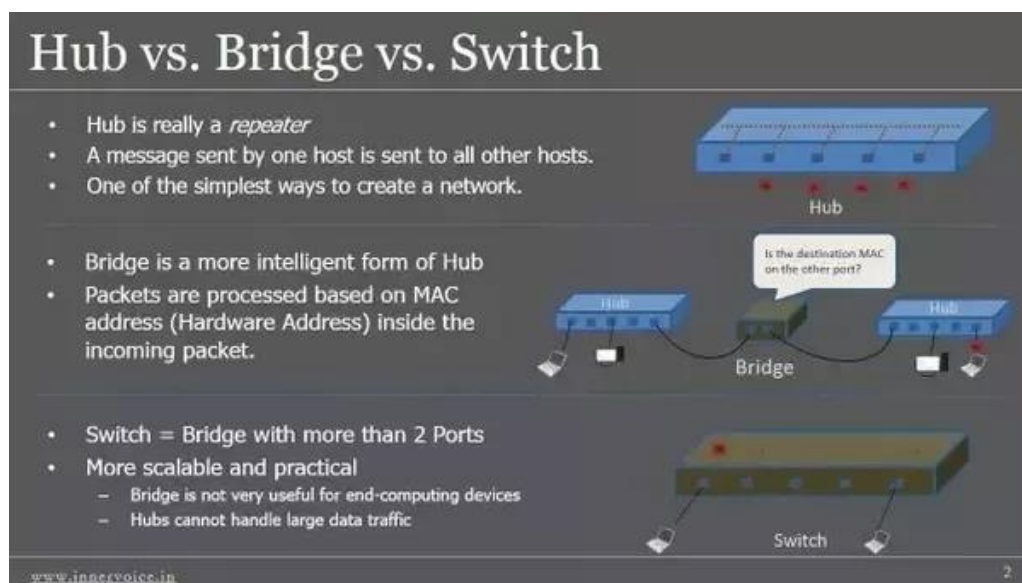 Hub vs. Bridge vs. Switch
• Hub is really a repeater
• A message sent by one host is sent to all other hosts.
• One of the simplest ways to create a network.
Hub
• Bridge is a more intelligent form of Hub
• Packets are processed based on MAC
address (Hardware Address) inside the
incoming packet.
Is the destination MAC
on the other port?
Hub
Hub
Bridge
• Switch = Bridge with more than 2 Ports
• More scalable and practical
– Bridge is not very useful for end-computing devices
– Hubs cannot handle large data traffic
Switch
www.innervoice.in
2